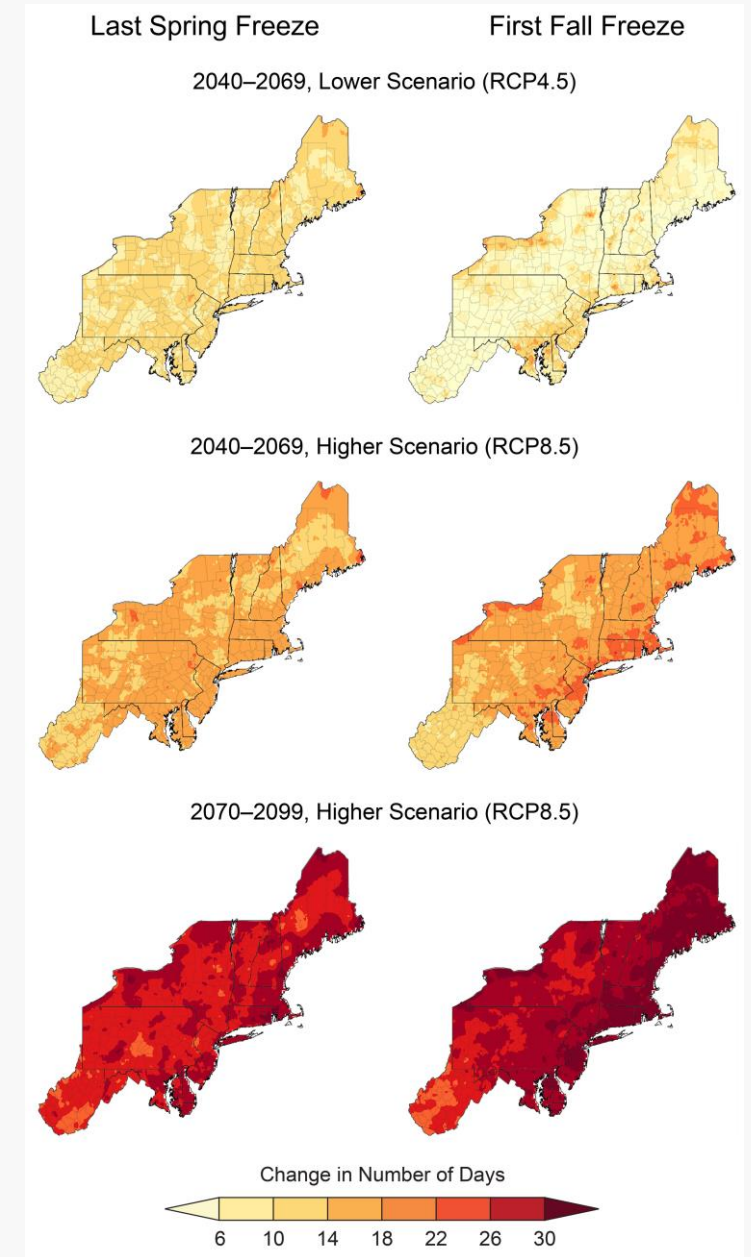 Last Spring Freeze
First Fall Freeze
2040–2069, Lower Scenario (RCP4.5)
2040–2069, Higher Scenario (RCP8.5)
2070–2099, Higher Scenario (RCP8.5)
Change in Number of Days
6 10 14 18 22 26 30